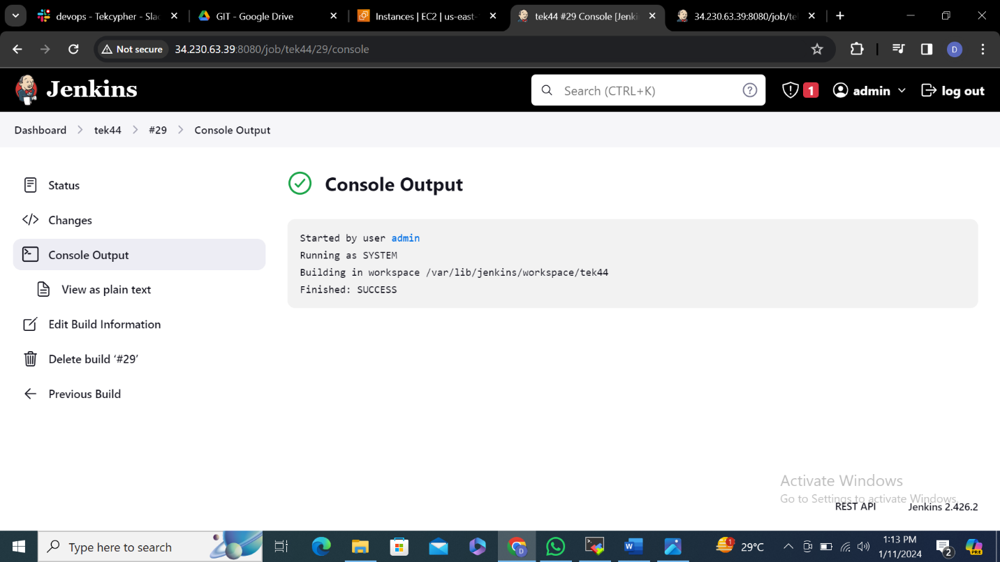 devops - Tekcypher - Slac
GIT - Google Drive
Instances | EC2 | us-east-
tek44 #29 Console [Jenki
34.230.63.39:8080/job/tek
Not secure
34.230.63.39:8080/job/tek44/29/console
D
Jenkins
Search (CTRL+K)
?
1
admin
log out
Dashboard
tek44
#29
Console Output
Status
Changes
Console Output
View as plain text
Edit Build Information
Delete build ‘#29’
Previous Build
Console Output
Started by user admin
Running as SYSTEM
Building in workspace /var/lib/jenkins/workspace/tek44
Finished: SUCCESS
Activate Windows
Go to Settings to activate Windows.
REST API
Jenkins 2.426.2
Type here to search
D
W
1
29°C
1:13 PM
1/11/2024
2
PRE